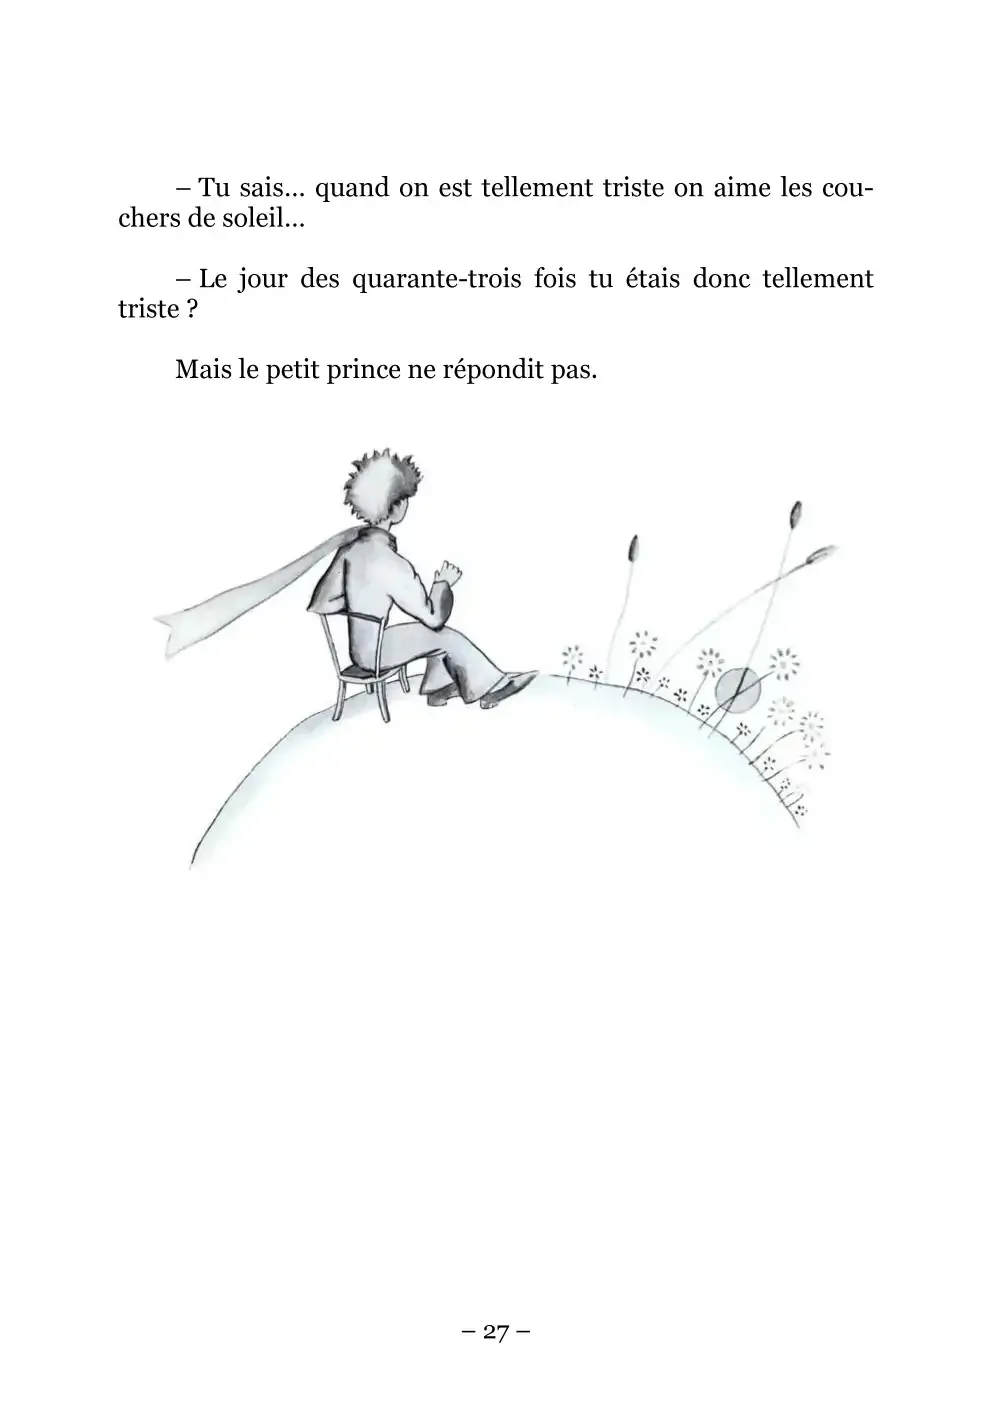 – Tu sais… quand on est tellement triste on aime les cou-
chers de soleil…
– Le jour des quarante-trois fois tu étais donc tellement
triste ?
Mais le petit prince ne répondit pas.
– 27 –